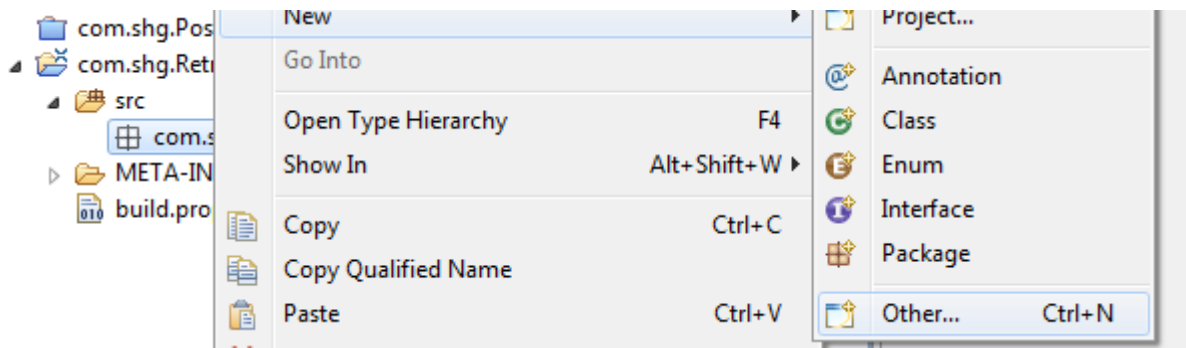 com.shg.Pos
com.shg.Retr
src
com.s
META-IN
build.pro
New
Go Into
Open Type Hierarchy F4
Show In Alt+Shift+W
Copy Ctrl+C
Copy Qualified Name
Paste Ctrl+V
Project...
Annotation
Class
Enum
Interface
Package
Other... Ctrl+N